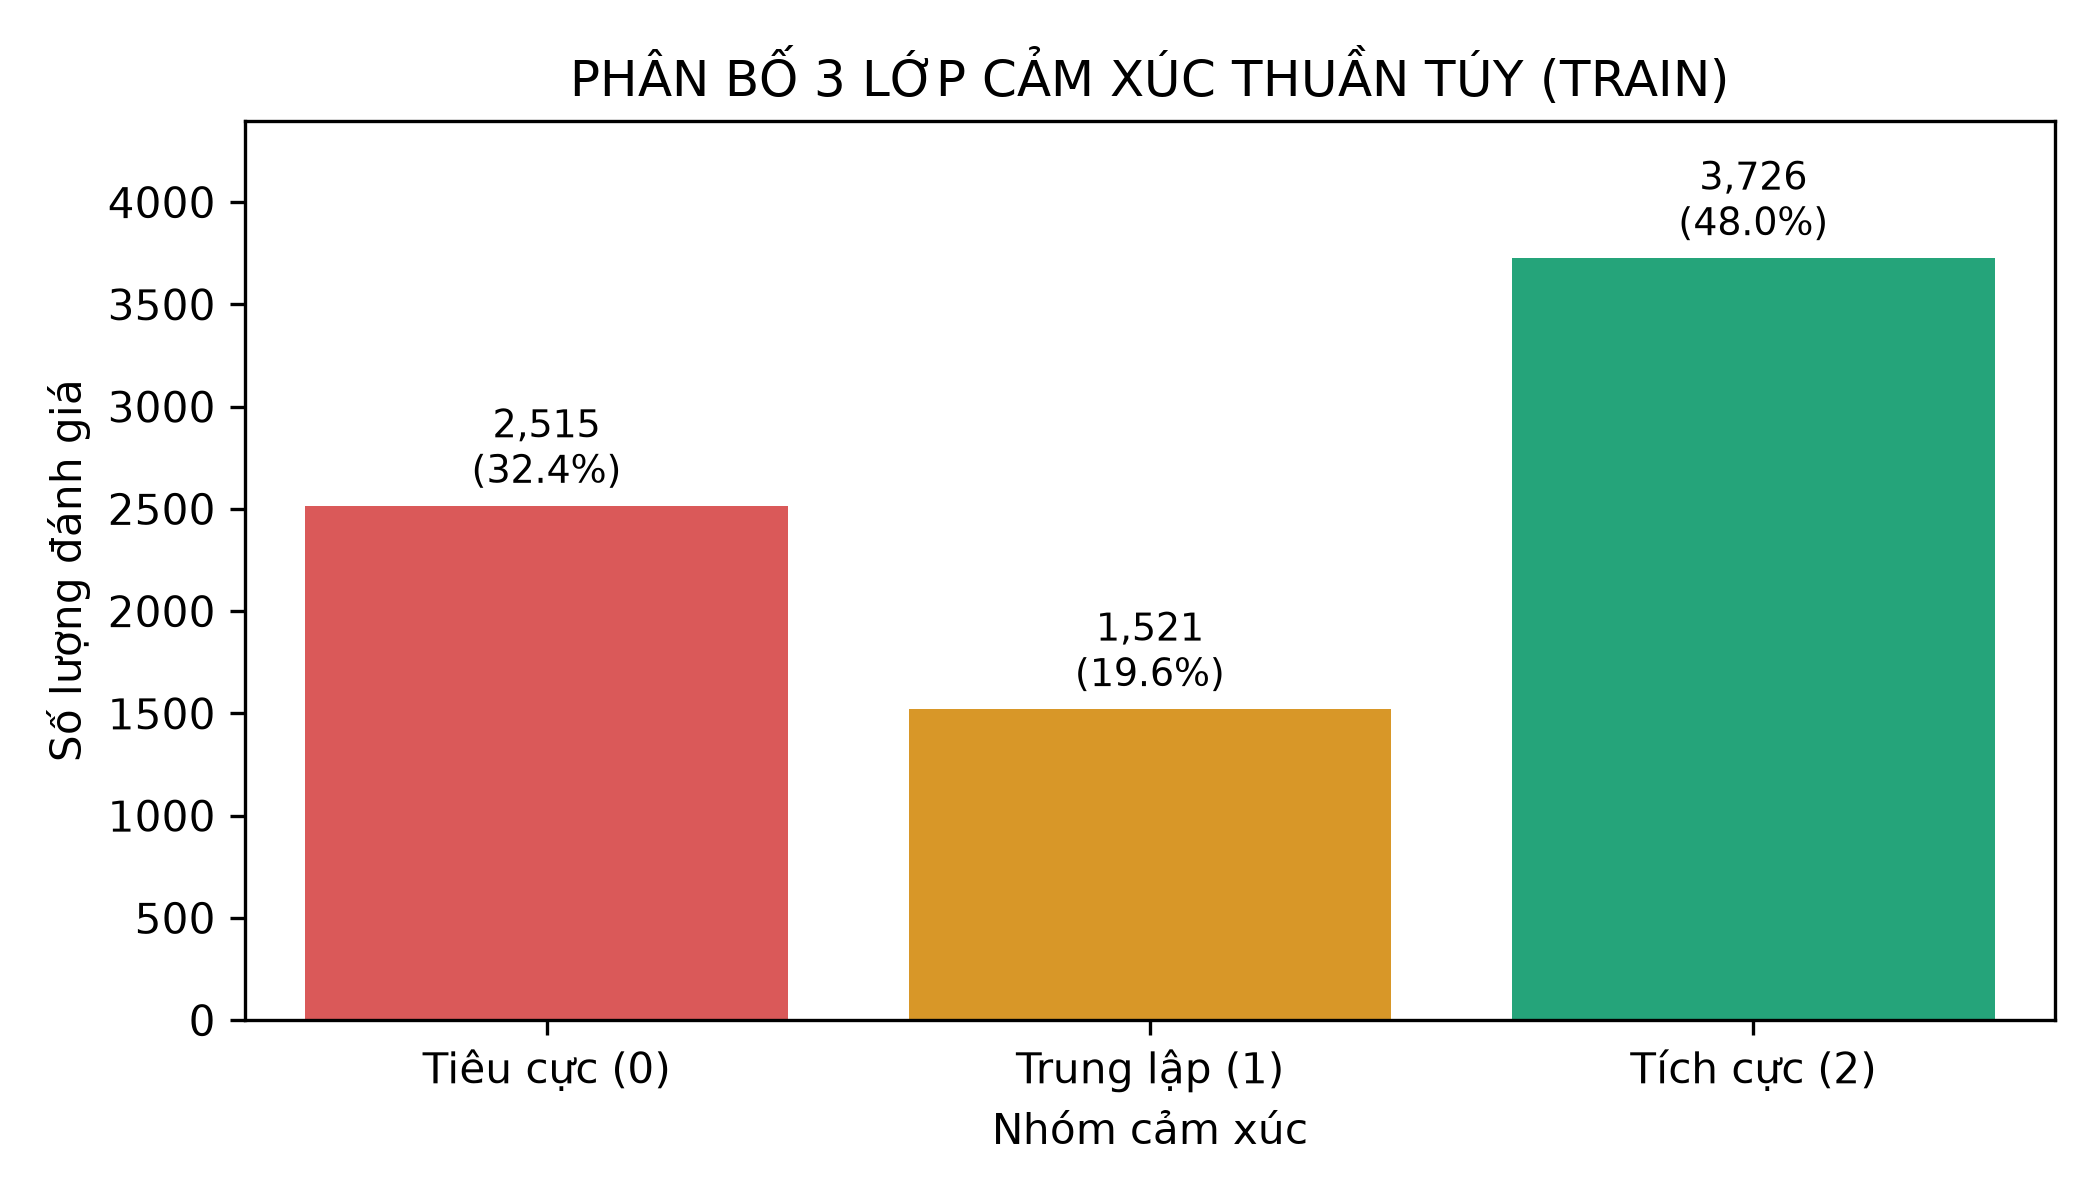 PHÂN BỐ 3 LỚP CẢM XÚC THUẦN TÚY (TRAIN)
Số lượng đánh giá
4000
3500
3000
2500
2000
1500
1000
500
0
2,515
(32.4%)
1,521
(19.6%)
3,726
(48.0%)
Tiêu cực (0)
Trung lập (1)
Tích cực (2)
Nhóm cảm xúc